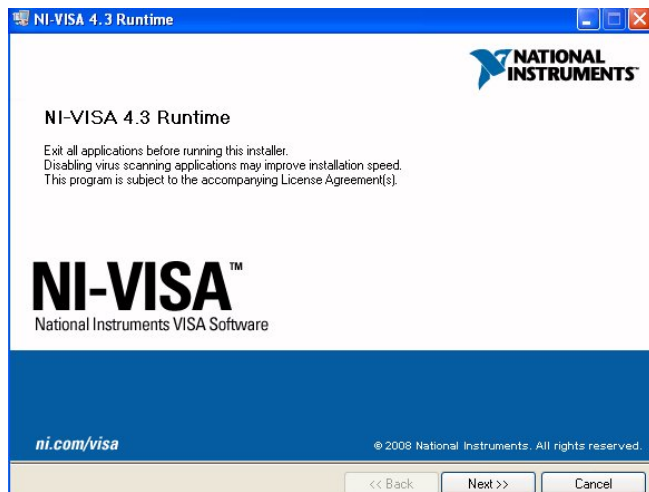 NI-VISA 4.3 Runtime
NATIONAL
INSTRUMENTS™
NI-VISA 4.3 Runtime
Exit all applications before running this installer.
Disabling virus scanning applications may improve installation speed.
This program is subject to the accompanying License Agreement(s).
NI-VISA™
National Instruments VISA Software
ni.com/visa
© 2008 National Instruments. All rights reserved.
<< Back
Next >>
Cancel